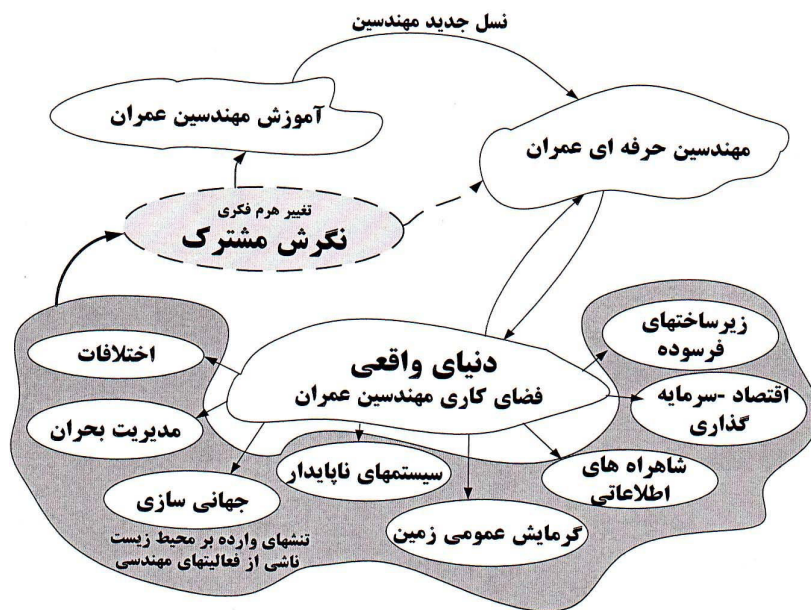 نسل جدید مهندسین
آموزش مهندسین عمران
مهندسین حرفه ای عمران
تغییر هرم فکری
نگرش مشترک
زیرساختهای
فرسوده
دنیای واقعی
فضای کاری مهندسین عمران
اختلافات
اقتصاد -سرمایه
گذاری
مدیریت بحران
سیستمهای ناپایدار
شاهراه های
اطلاعاتی
جهانی سازی
گرمایش عمومی زمین
تنشهای وارده بر محیط زیست
ناشی از فعالیتهای مهندسی